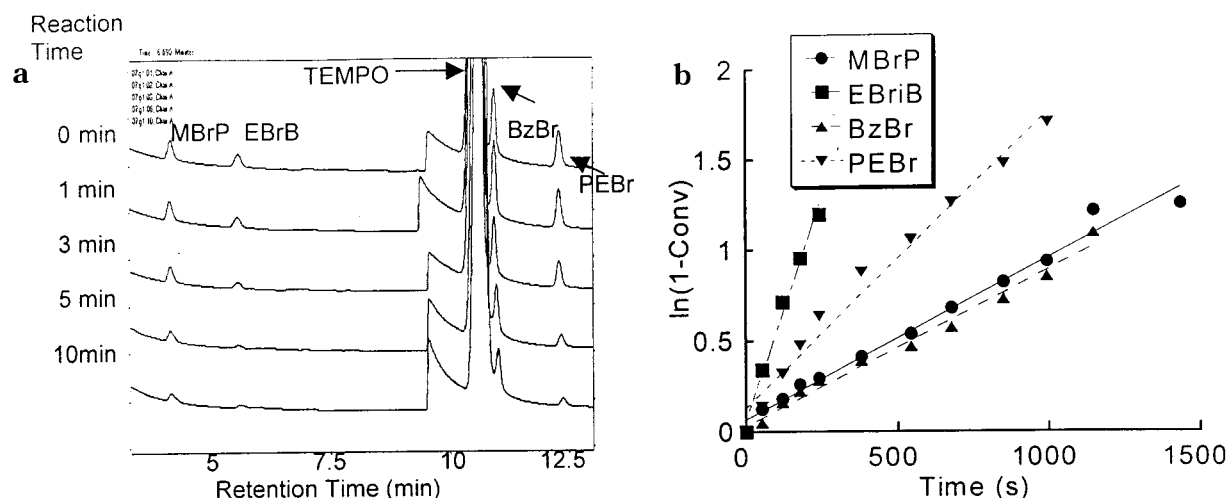 Reaction
Time
a
0 min
1 min
3 min
5 min
10min
MBrP EBrB
TEMPO
BzBr
PEBr
5 7.5 10 12.5
Retention Time (min)
b
MBrP
EBriB
BzBr
PEBr
ln(1-Conv)
2
1.5
1
0.5
0
0 500 1000 1500
Time (s)